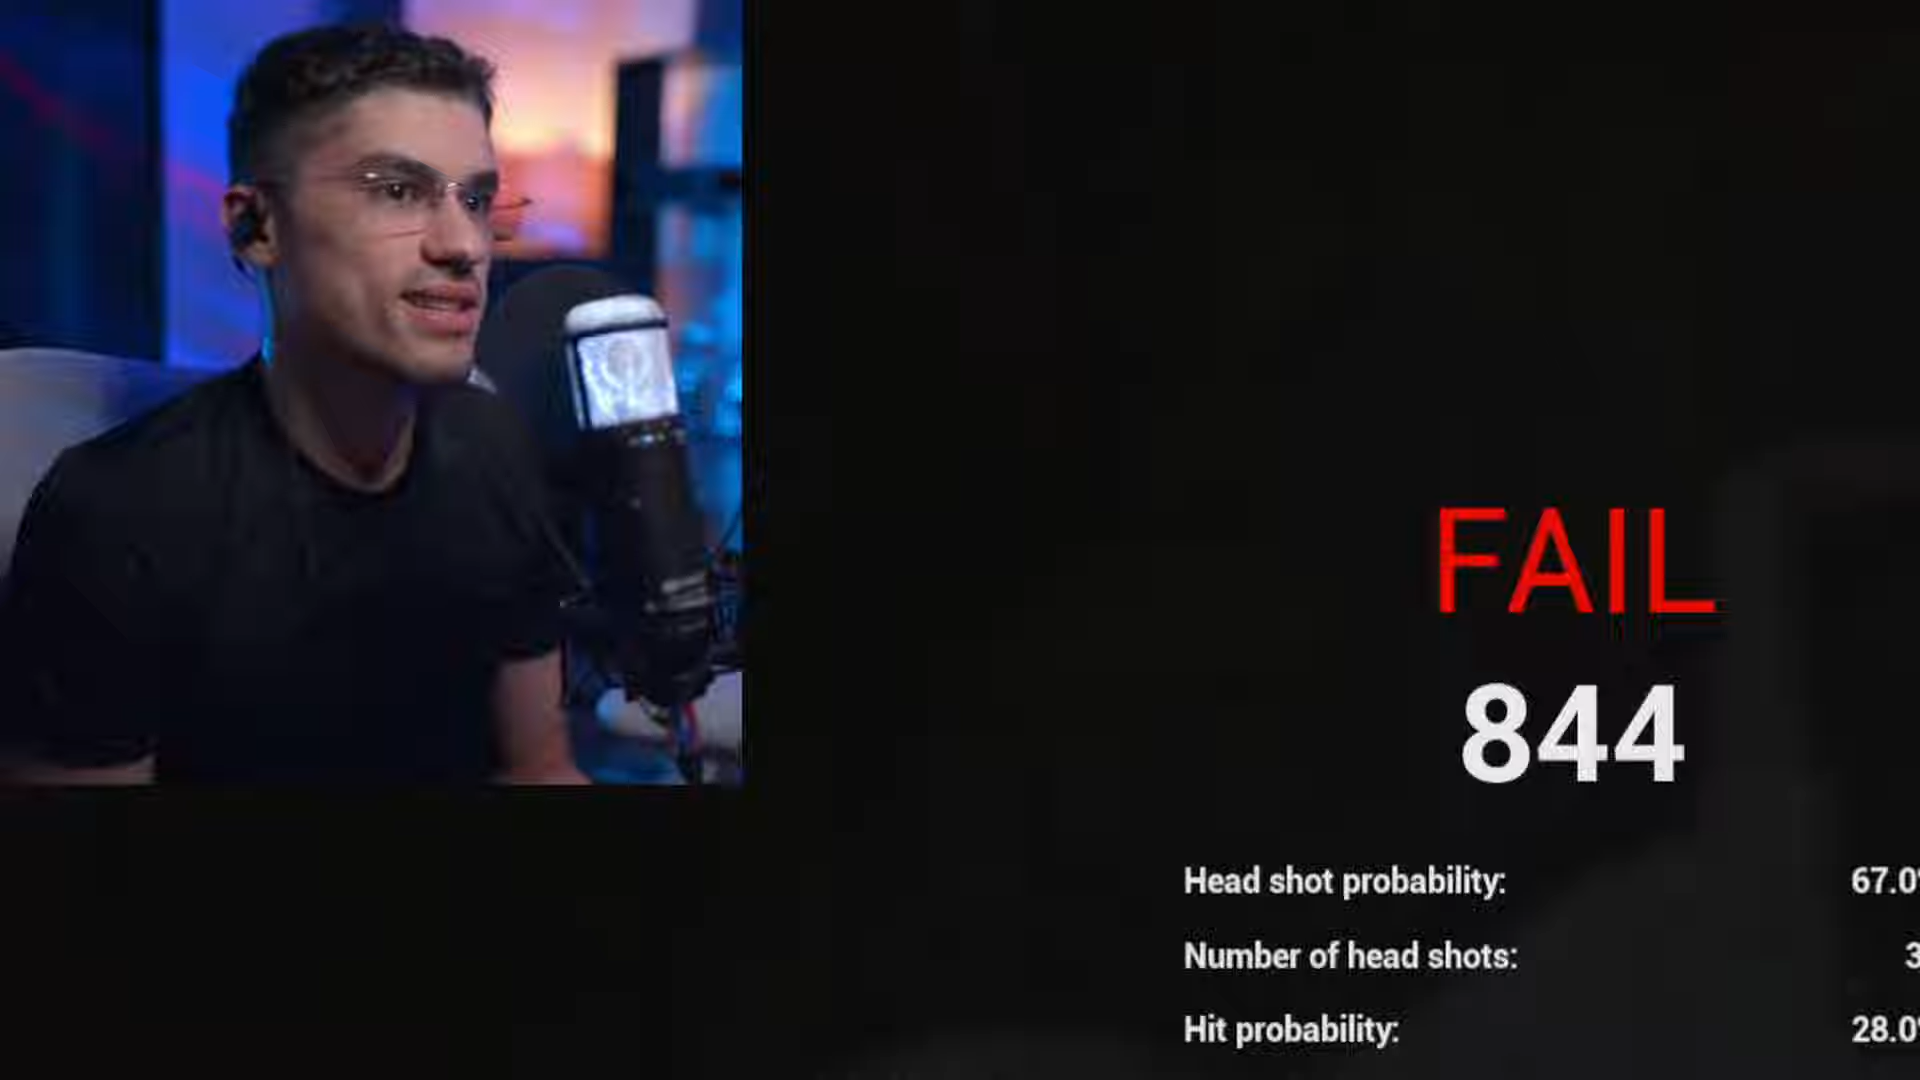 FAIL
844
Head shot probability: 67.0
Number of head shots: 3
Hit probability: 28.0